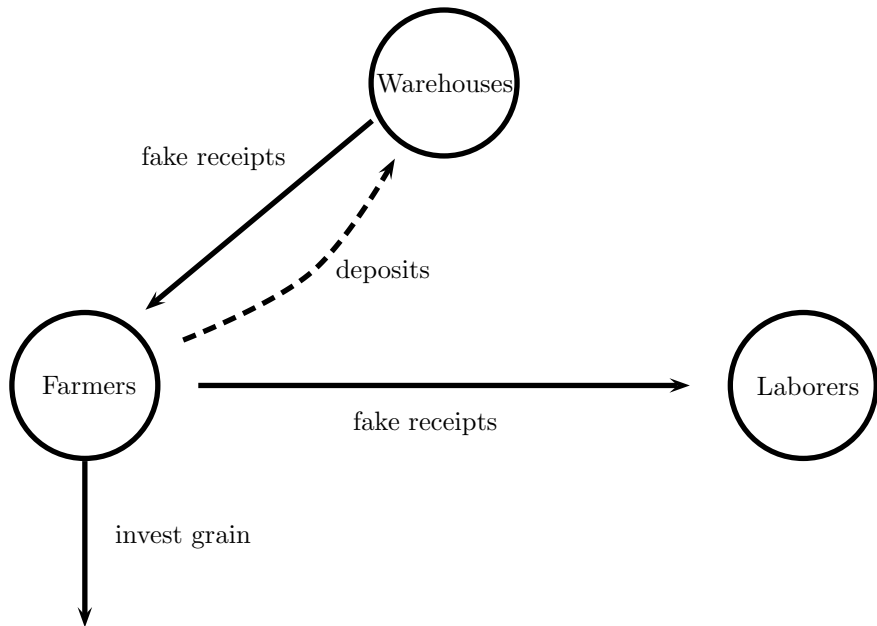 Warehouses
fake receipts
deposits
Farmers
Laborers
fake receipts
invest grain